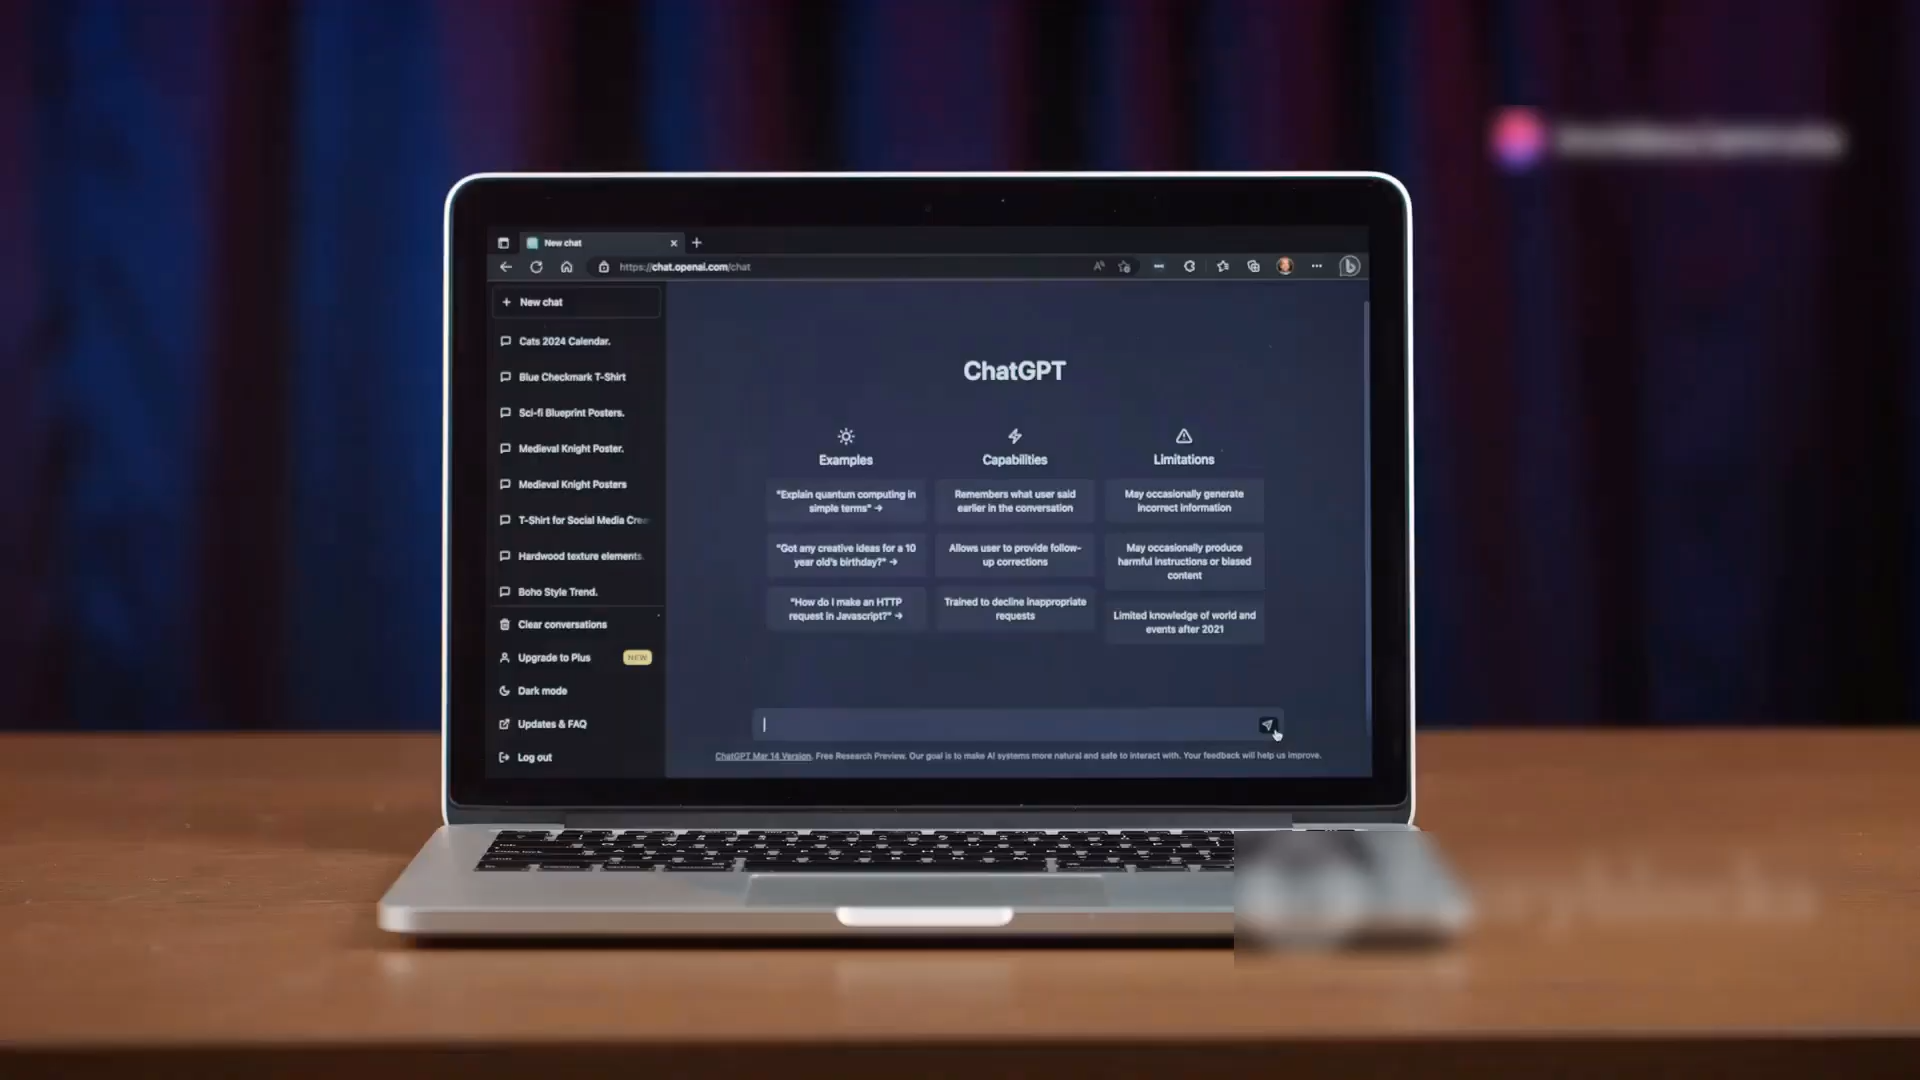 New chat
https://chat.openai.com/chat
New chat
Cats 2024 Calendar.
Blue Checkmark T-Shirt
Sci-fi Blueprint Posters.
Medieval Knight Poster.
Medieval Knight Posters
T-Shirt for Social Media Cre
Hardwood texture elements.
Boho Style Trend.
Clear conversations
Upgrade to Plus NEW
Dark mode
Updates & FAQ
Log out
ChatGPT
Examples
"Explain quantum computing in
simple terms" →
"Got any creative ideas for a 10
year old's birthday?" →
"How do I make an HTTP
request in Javascript?" →
Capabilities
Remembers what user said
earlier in the conversation
Allows user to provide follow-
up corrections
Trained to decline inappropriate
requests
Limitations
May occasionally generate
incorrect information
May occasionally produce
harmful instructions or biased
content
Limited knowledge of world and
events after 2021
ChatGPT Mar 14 Version. Free Research Preview. Our goal is to make AI systems more natural and safe to interact with. Your feedback will help us improve.